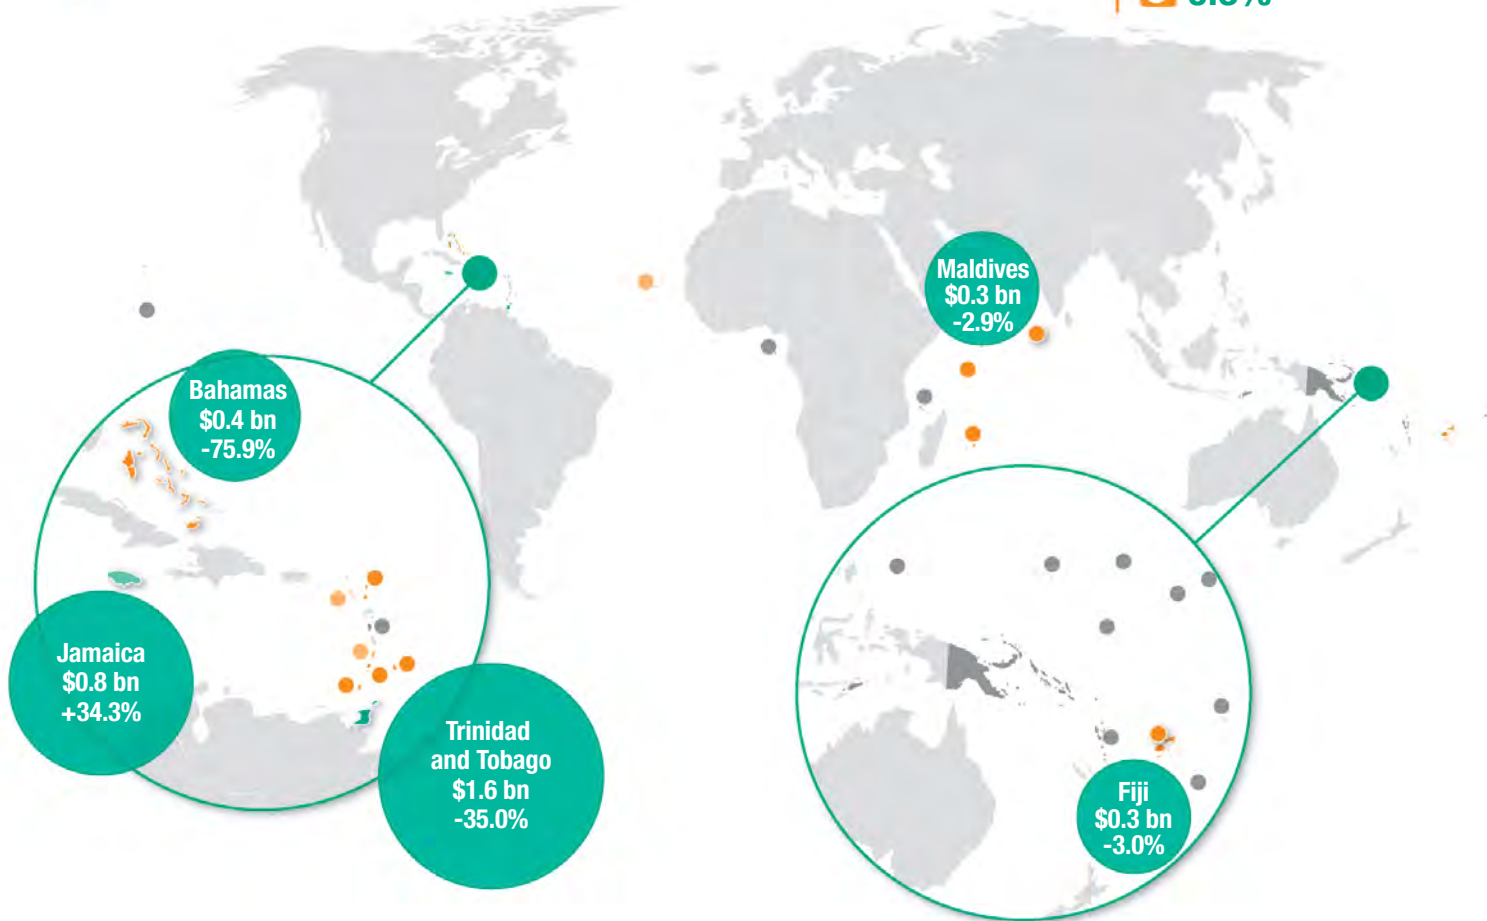 Bahamas
$0.4 bn
-75.9%
Maldives
$0.3 bn
-2.9%
Jamaica
$0.8 bn
+34.3%
Trinidad
and Tobago
$1.6 bn
-35.0%
Fiji
$0.3 bn
-3.0%